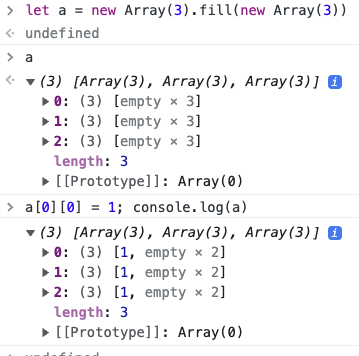 > let a = new Array(3).fill(new Array(3))
undefined
> a
(3) [Array(3), Array(3), Array(3)] i
0: (3) [empty × 3]
1: (3) [empty × 3]
2: (3) [empty × 3]
length: 3
[[Prototype]]: Array(0)
> a[0][0] = 1; console.log(a)
(3) [Array(3), Array(3), Array(3)] i
0: (3) [1, empty × 2]
1: (3) [1, empty × 2]
2: (3) [1, empty × 2]
length: 3
[[Prototype]]: Array(0)
undefined